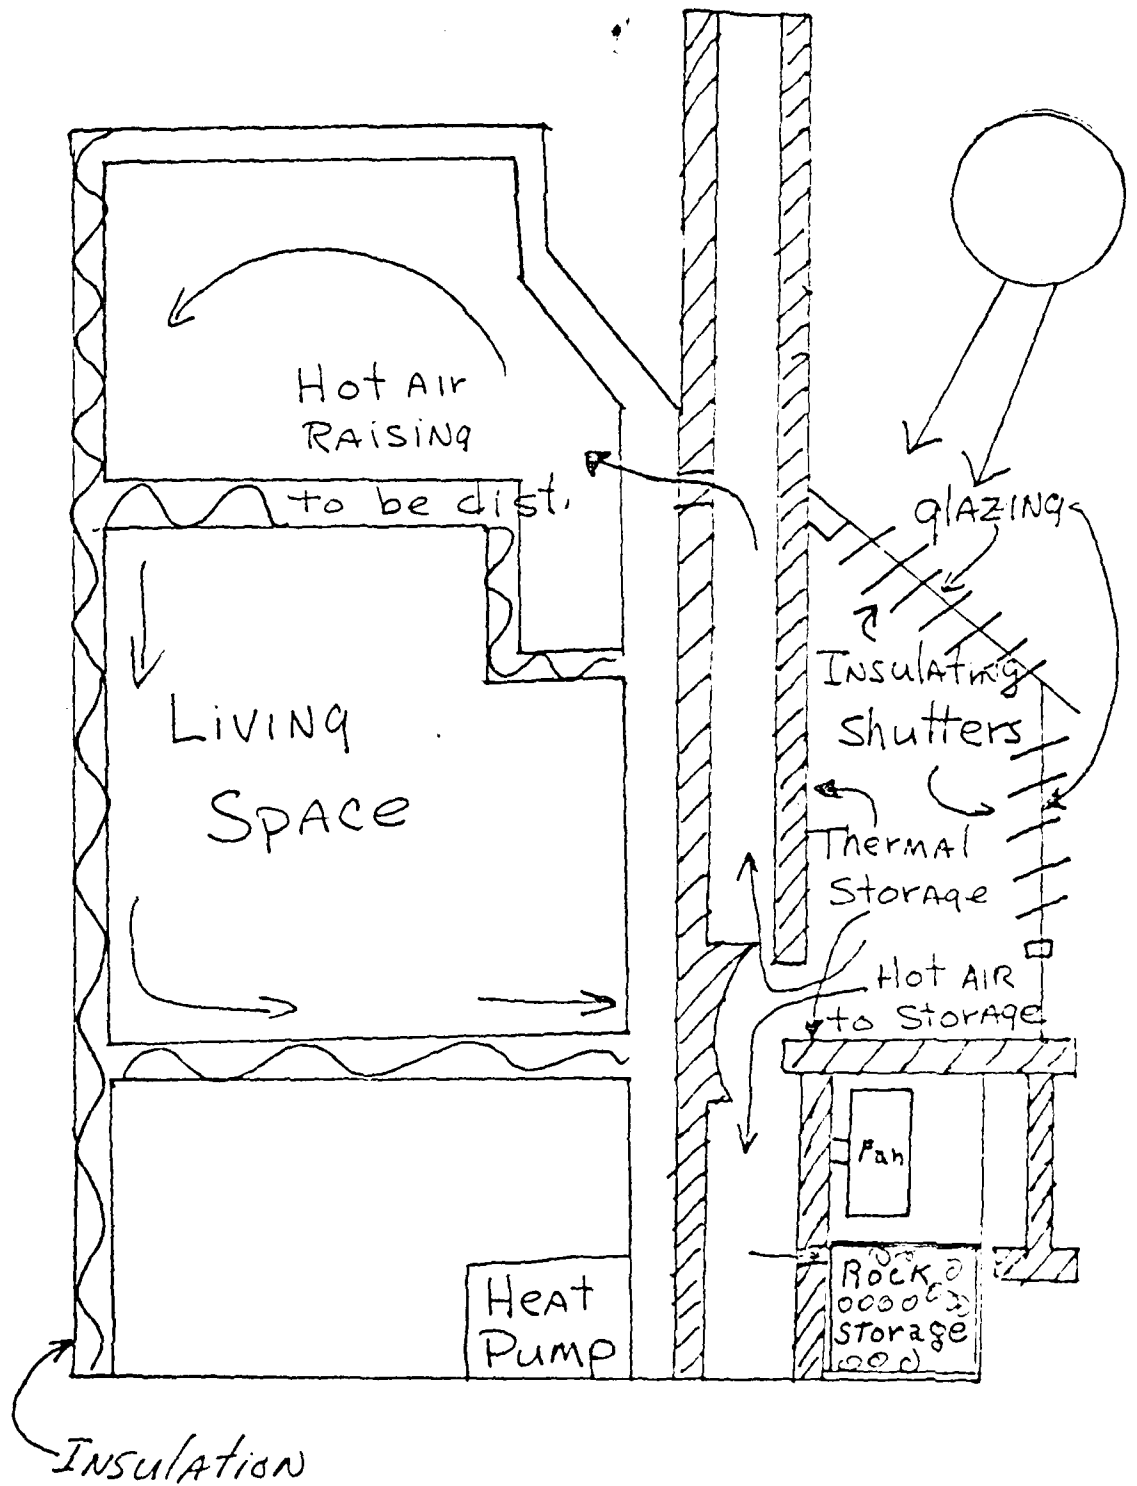 Hot Air
RAISING
to be dist.
glAZING
Insulating
Shutters
Living
Space
Thermal
Storage
Hot AIR
to Storage
Fan
Rock
Storage
Heat
Pump
Insulation